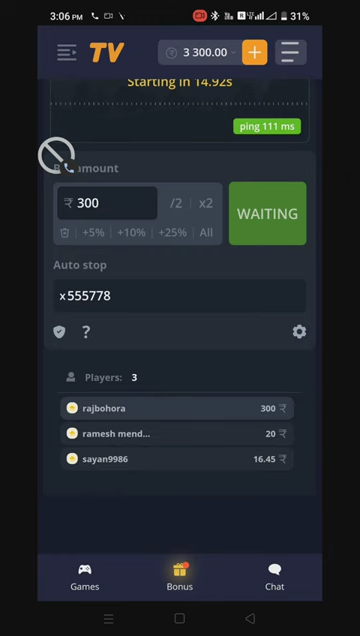 3:06 PM
31%
TV
₹ 3 300.00
Starting in 14.92s
ping 111 ms
amount
₹ 300
/2
x2
WAITING
+5%
+10%
+25%
All
Auto stop
x555778
?
Players: 3
rajbohora 300 ₹
ramesh mend... 20 ₹
sayan9986 16.45 ₹
Games
Bonus
Chat